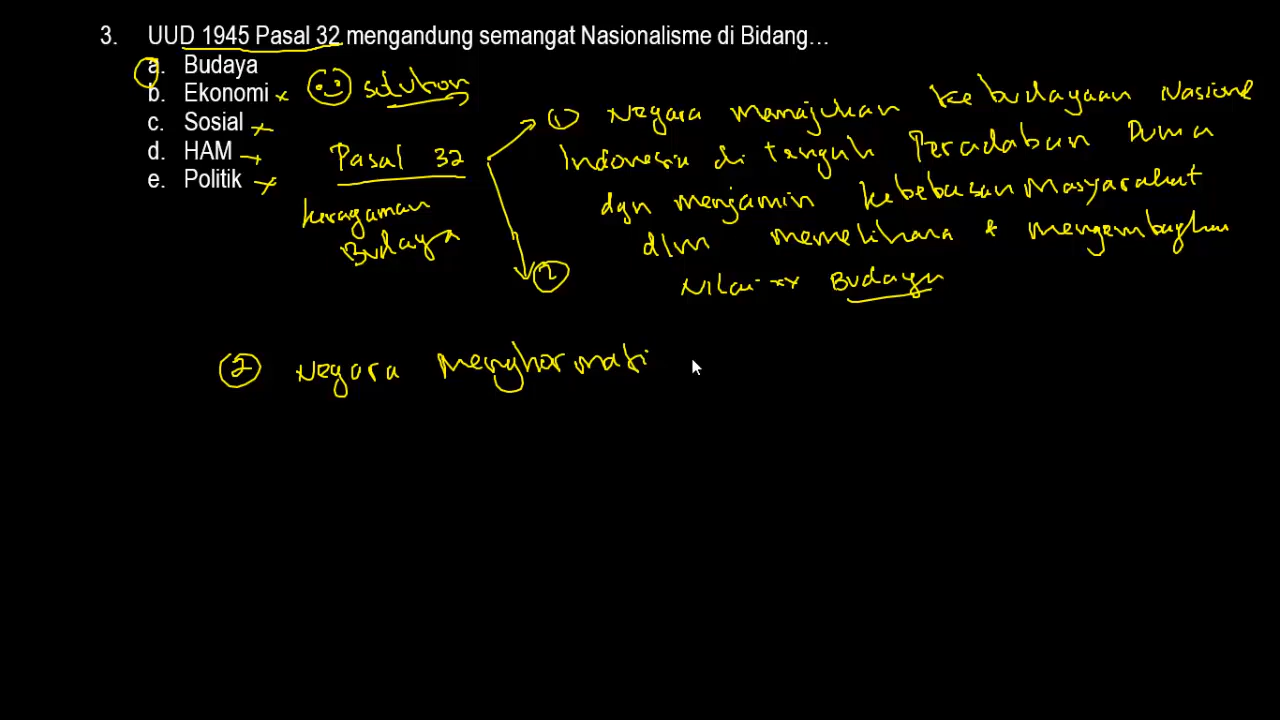 3. UUD 1945 Pasal 32 mengandung semangat Nasionalisme di Bidang…
a. Budaya
b. Ekonomi x
c. Sosial x
d. HAM x
e. Politik x
solution
Pasal 32
keragaman
Budaya
① Negara memajukan kebudayaan Nasional
Indonesia di tengah Peradaban Dunia
dgn menjamin kebebasan Masyarakat
dlm memelihara & mengembagkan
Nilai Budaya
②
② Negara Menghormati